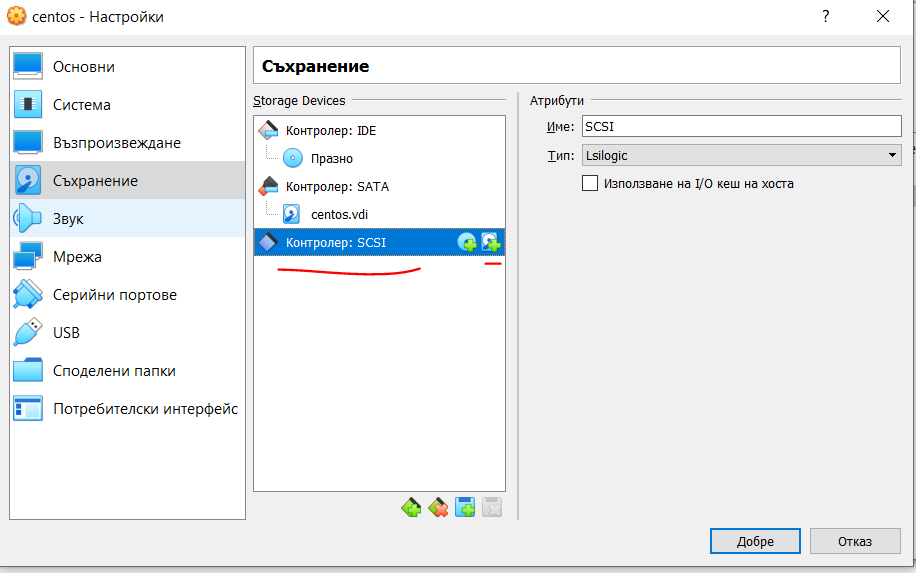 centos - Настройки
?
Основни
Система
Възпроизвеждане
Съхранение
Звук
Мрежа
Серийни портове
USB
Споделени папки
Потребителски интерфейс
Съхранение
Storage Devices
Контролер: IDE
Празно
Контролер: SATA
centos.vdi
Контролер: SCSI
Атрибути
Име: SCSI
Тип: Lsilogic
Използване на I/O кеш на хоста
Добре
Отказ